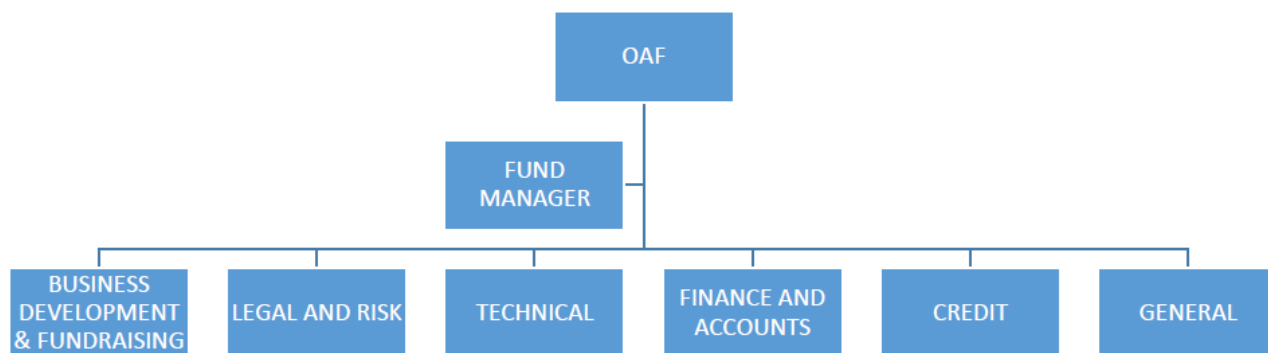 OAF
FUND
MANAGER
BUSINESS
DEVELOPMENT
& FUNDRAISING
LEGAL AND RISK
TECHNICAL
FINANCE AND
ACCOUNTS
CREDIT
GENERAL